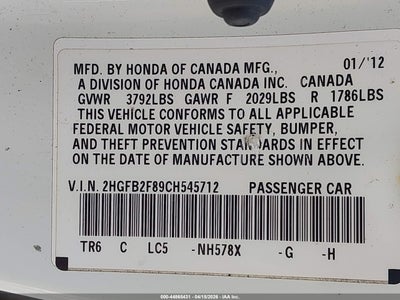 MFD. BY HONDA OF CANADA MFG., 01/'12
A DIVISION OF HONDA CANADA INC. CANADA
GVWR 3792LBS GAWR F 2029LBS R 1786LBS
THIS VEHICLE CONFORMS TO ALL APPLICABLE
FEDERAL MOTOR VEHICLE SAFETY, BUMPER,
AND THEFT PREVENTION STANDARDS IN EFFECT
ON THE DATE OF MANUFACTURE SHOWN ABOVE.
V.I.N. 2HGFB2F89CH545712 PASSENGER CAR
TR6 C LC5 -NH578X -G -H